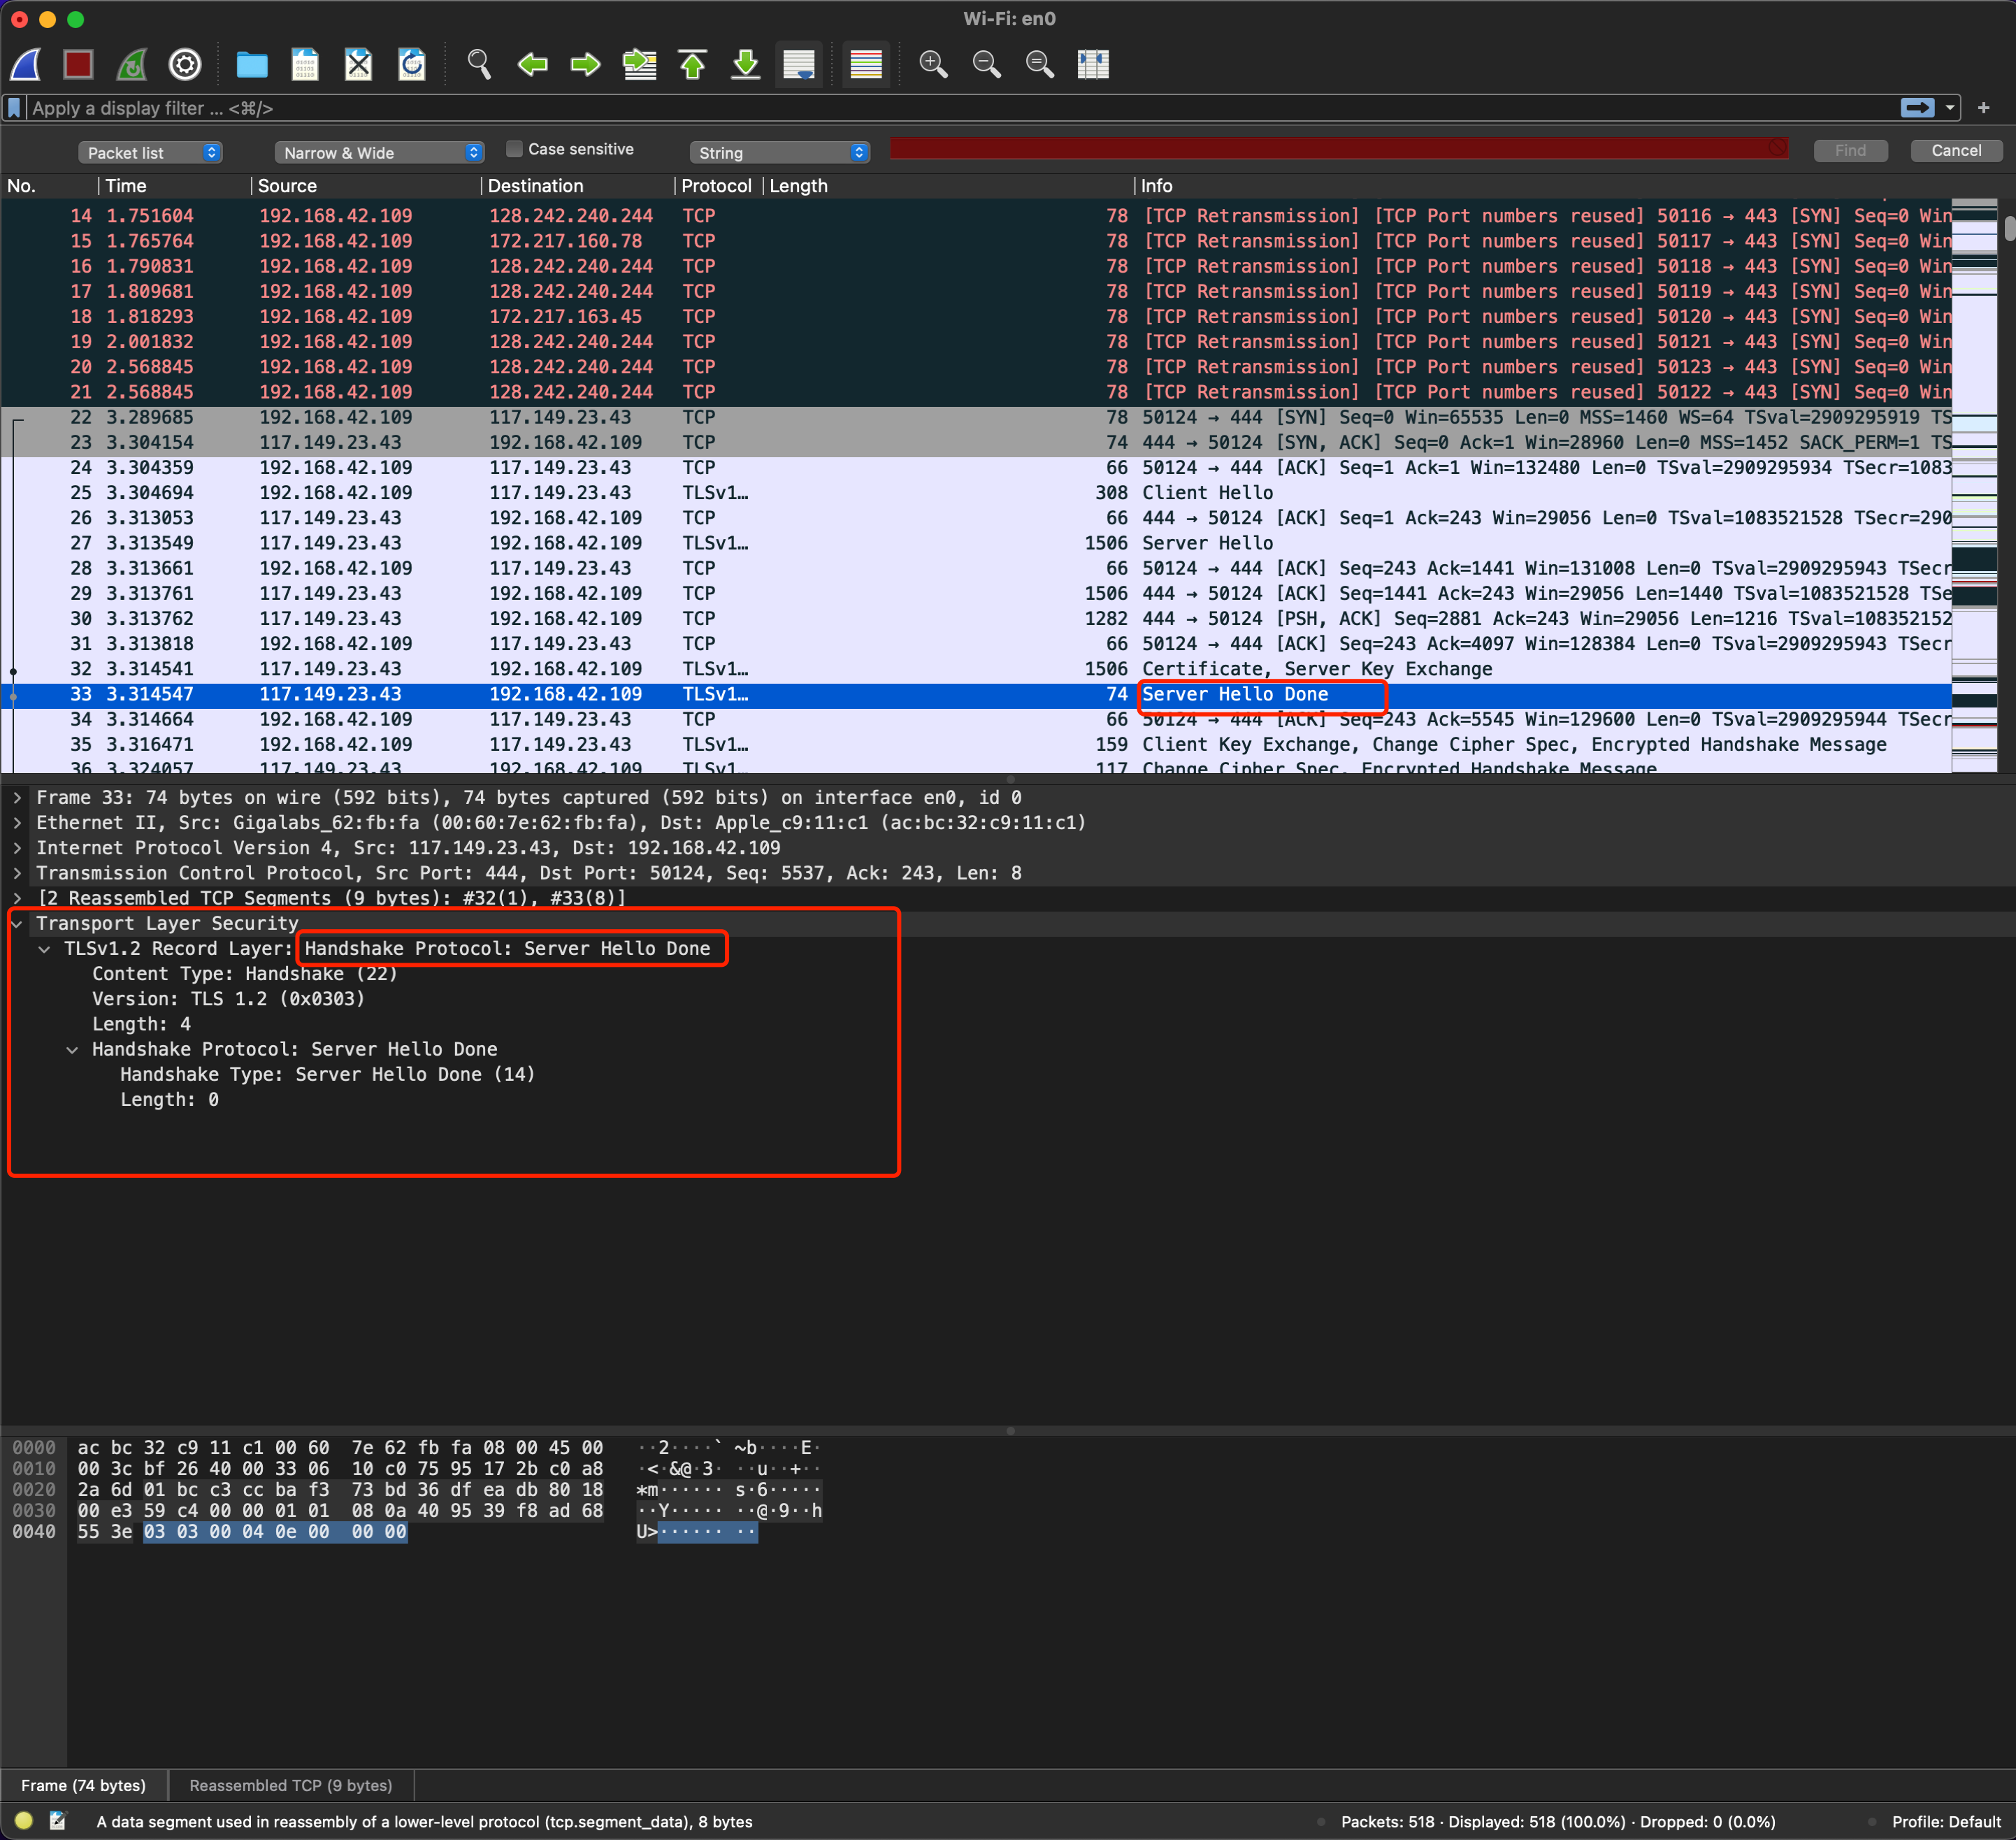 Wi-Fi: en0
Apply a display filter ... <⌘/>
+
Packet list
Narrow & Wide
Case sensitive
String
Find
Cancel
No. Time Source Destination Protocol Length Info
14 1.751604 192.168.42.109 128.242.240.244 TCP 78 [TCP Retransmission] [TCP Port numbers reused] 50116 → 443 [SYN] Seq=0 Win
15 1.765764 192.168.42.109 172.217.160.78 TCP 78 [TCP Retransmission] [TCP Port numbers reused] 50117 → 443 [SYN] Seq=0 Win
16 1.790831 192.168.42.109 128.242.240.244 TCP 78 [TCP Retransmission] [TCP Port numbers reused] 50118 → 443 [SYN] Seq=0 Win
17 1.809681 192.168.42.109 128.242.240.244 TCP 78 [TCP Retransmission] [TCP Port numbers reused] 50119 → 443 [SYN] Seq=0 Win
18 1.818293 192.168.42.109 172.217.163.45 TCP 78 [TCP Retransmission] [TCP Port numbers reused] 50120 → 443 [SYN] Seq=0 Win
19 2.001832 192.168.42.109 128.242.240.244 TCP 78 [TCP Retransmission] [TCP Port numbers reused] 50121 → 443 [SYN] Seq=0 Win
20 2.568845 192.168.42.109 128.242.240.244 TCP 78 [TCP Retransmission] [TCP Port numbers reused] 50123 → 443 [SYN] Seq=0 Win
21 2.568845 192.168.42.109 128.242.240.244 TCP 78 [TCP Retransmission] [TCP Port numbers reused] 50122 → 443 [SYN] Seq=0 Win
22 3.289685 192.168.42.109 117.149.23.43 TCP 78 50124 → 444 [SYN] Seq=0 Win=65535 Len=0 MSS=1460 WS=64 TSval=2909295919 TS
23 3.304154 117.149.23.43 192.168.42.109 TCP 74 444 → 50124 [SYN, ACK] Seq=0 Ack=1 Win=28960 Len=0 MSS=1452 SACK_PERM=1 TS
24 3.304359 192.168.42.109 117.149.23.43 TCP 66 50124 → 444 [ACK] Seq=1 Ack=1 Win=132480 Len=0 TSval=2909295934 TSecr=1083
25 3.304694 192.168.42.109 117.149.23.43 TLSv1… 308 Client Hello
26 3.313053 117.149.23.43 192.168.42.109 TCP 66 444 → 50124 [ACK] Seq=1 Ack=243 Win=29056 Len=0 TSval=1083521528 TSecr=290
27 3.313549 117.149.23.43 192.168.42.109 TLSv1… 1506 Server Hello
28 3.313661 192.168.42.109 117.149.23.43 TCP 66 50124 → 444 [ACK] Seq=243 Ack=1441 Win=131008 Len=0 TSval=2909295943 TSecr
29 3.313761 117.149.23.43 192.168.42.109 TCP 1506 444 → 50124 [ACK] Seq=1441 Ack=243 Win=29056 Len=1440 TSval=1083521528 TSe
30 3.313762 117.149.23.43 192.168.42.109 TCP 1282 444 → 50124 [PSH, ACK] Seq=2881 Ack=243 Win=29056 Len=1216 TSval=108352152
31 3.313818 192.168.42.109 117.149.23.43 TCP 66 50124 → 444 [ACK] Seq=243 Ack=4097 Win=128384 Len=0 TSval=2909295943 TSecr
32 3.314541 117.149.23.43 192.168.42.109 TLSv1… 1506 Certificate, Server Key Exchange
33 3.314547 117.149.23.43 192.168.42.109 TLSv1… 74 Server Hello Done
34 3.314664 192.168.42.109 117.149.23.43 TCP 66 50124 → 444 [ACK] Seq=243 Ack=5545 Win=129600 Len=0 TSval=2909295944 TSecr
35 3.316471 192.168.42.109 117.149.23.43 TLSv1… 159 Client Key Exchange, Change Cipher Spec, Encrypted Handshake Message
36 3.324057 117.149.23.43 192.168.42.109 TLSv1… 117 Change Cipher Spec, Encrypted Handshake Message
Frame 33: 74 bytes on wire (592 bits), 74 bytes captured (592 bits) on interface en0, id 0
Ethernet II, Src: Gigalabs_62:fb:fa (00:60:7e:62:fb:fa), Dst: Apple_c9:11:c1 (ac:bc:32:c9:11:c1)
Internet Protocol Version 4, Src: 117.149.23.43, Dst: 192.168.42.109
Transmission Control Protocol, Src Port: 444, Dst Port: 50124, Seq: 5537, Ack: 243, Len: 8
[2 Reassembled TCP Segments (9 bytes): #32(1), #33(8)]
Transport Layer Security
TLSv1.2 Record Layer: Handshake Protocol: Server Hello Done
Content Type: Handshake (22)
Version: TLS 1.2 (0x0303)
Length: 4
Handshake Protocol: Server Hello Done
Handshake Type: Server Hello Done (14)
Length: 0
0000 ac bc 32 c9 11 c1 00 60 7e 62 fb fa 08 00 45 00 ··2····` ~b····E·
0010 00 3c bf 26 40 00 33 06 10 c0 75 95 17 2b c0 a8 ·<·&@·3· ··u··+··
0020 2a 6d 01 bc c3 cc ba f3 73 bd 36 df ea db 80 18 *m······ s·6·····
0030 00 e3 59 c4 00 00 01 01 08 0a 40 95 39 f8 ad 68 ··Y····· ··@·9··h
0040 55 3e 03 03 00 04 0e 00 00 00 U>······ ··
Frame (74 bytes)
Reassembled TCP (9 bytes)
A data segment used in reassembly of a lower-level protocol (tcp.segment_data), 8 bytes
Packets: 518 · Displayed: 518 (100.0%) · Dropped: 0 (0.0%)
Profile: Default